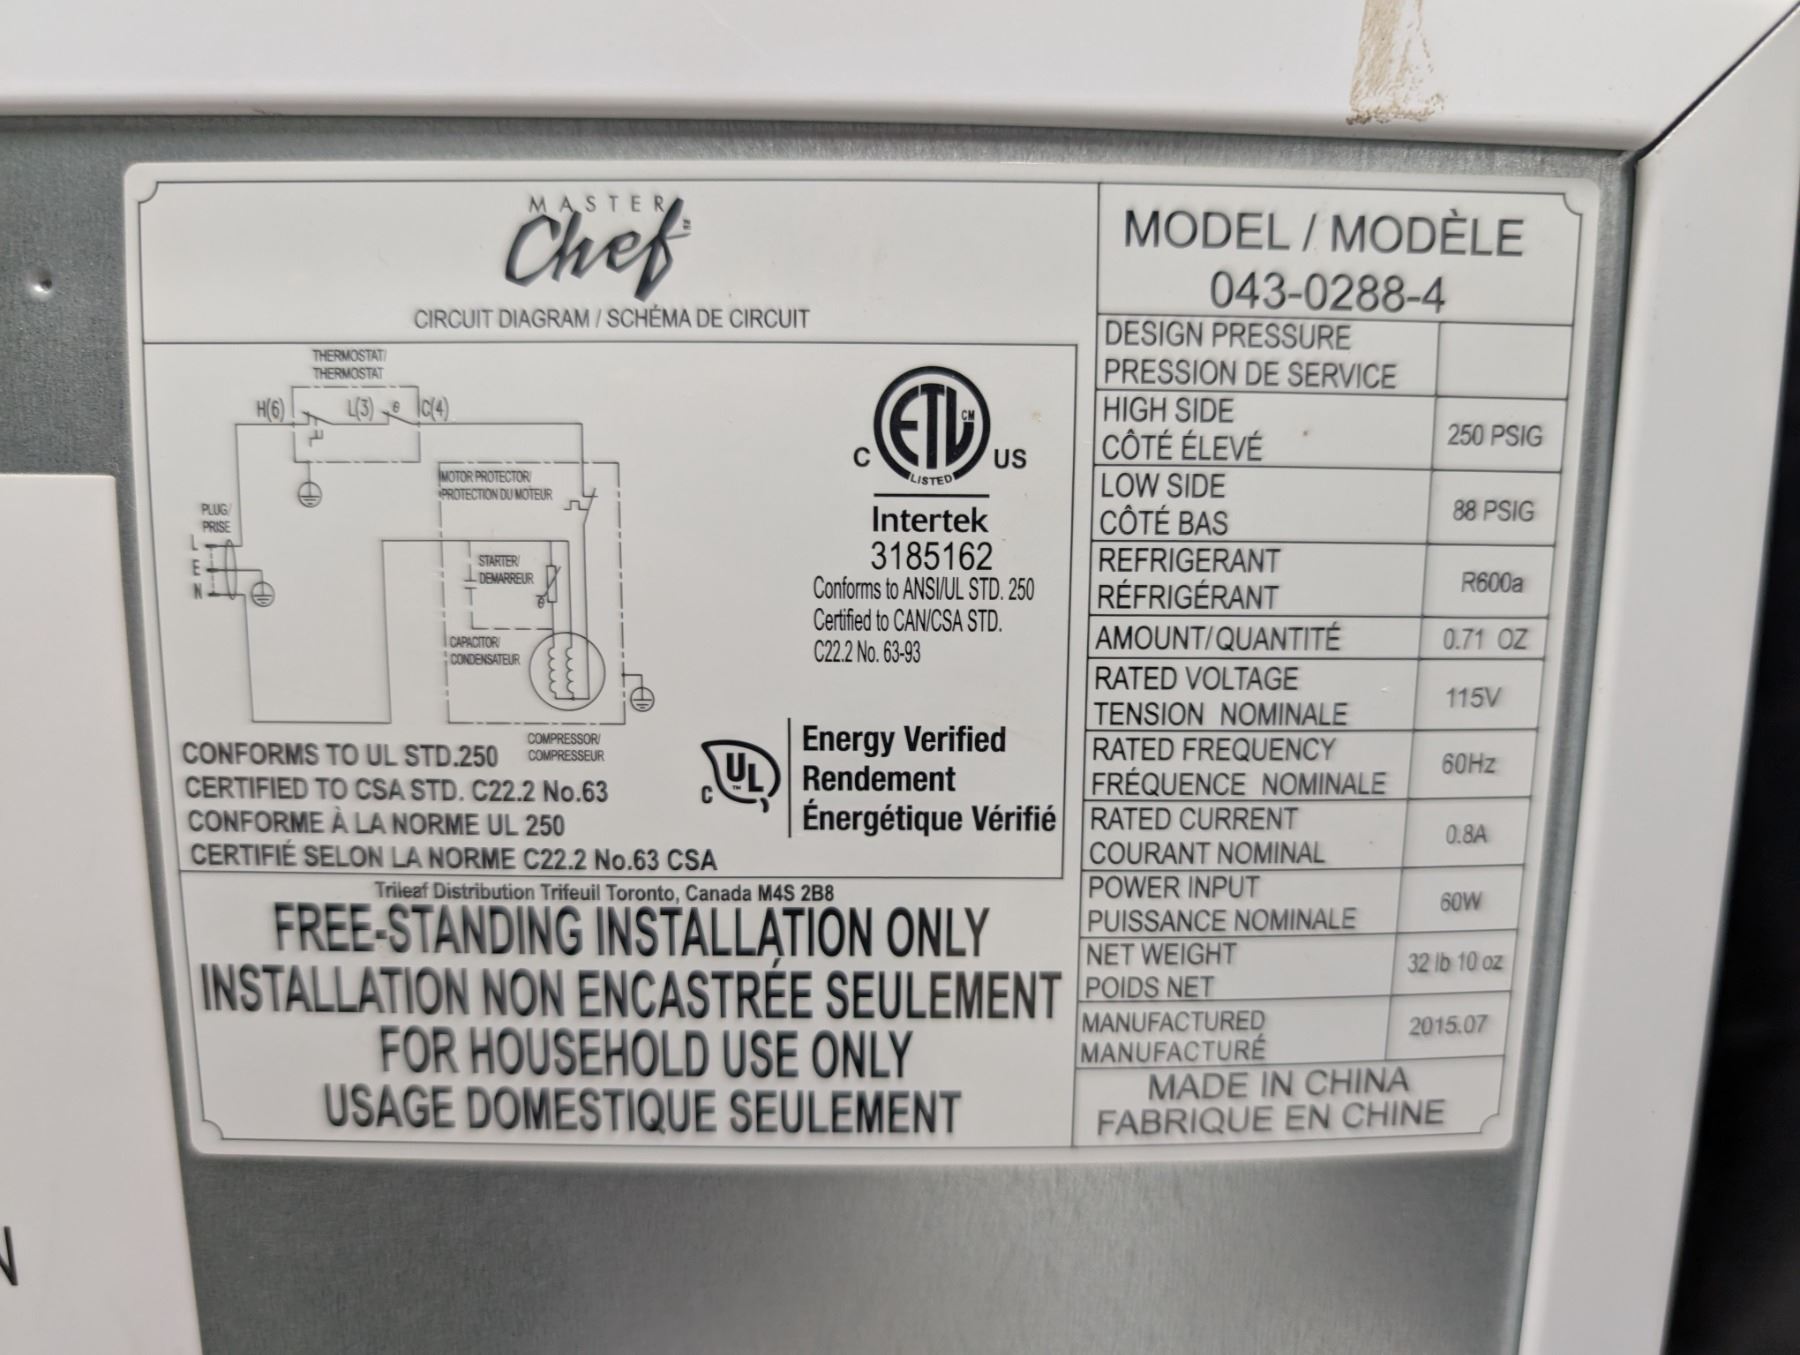 MASTER
Chef™
CIRCUIT DIAGRAM / SCHÉMA DE CIRCUIT
THERMOSTAT/
THERMOSTAT
H(6) L(3) θ C(4)
MOTOR PROTECTOR/
PROTECTION DU MOTEUR
PLUG/
PRISE
L
E
N
STARTER/
DEMARREUR
θ
CAPACITOR/
CONDENSATEUR
COMPRESSOR/
COMPRESSEUR
ETL CM
LISTED
C US
Intertek
3185162
Conforms to ANSI/UL STD. 250
Certified to CAN/CSA STD.
C22.2 No. 63-93
CONFORMS TO UL STD.250
CERTIFIED TO CSA STD. C22.2 No.63
CONFORME À LA NORME UL 250
CERTIFIÉ SELON LA NORME C22.2 No.63 CSA
C UL™
Energy Verified
Rendement
Énergétique Vérifié
Trileaf Distribution Trifeuil Toronto, Canada M4S 2B8
FREE-STANDING INSTALLATION ONLY
INSTALLATION NON ENCASTRÉE SEULEMENT
FOR HOUSEHOLD USE ONLY
USAGE DOMESTIQUE SEULEMENT
MODEL / MODÈLE
043-0288-4
DESIGN PRESSURE
PRESSION DE SERVICE
HIGH SIDE
CÔTÉ ÉLEVÉ
250 PSIG
LOW SIDE
CÔTÉ BAS
88 PSIG
REFRIGERANT
RÉFRIGÉRANT
R600a
AMOUNT/QUANTITÉ 0.71 OZ
RATED VOLTAGE
TENSION NOMINALE
115V
RATED FREQUENCY
FRÉQUENCE NOMINALE
60Hz
RATED CURRENT
COURANT NOMINAL
0.8A
POWER INPUT
PUISSANCE NOMINALE
60W
NET WEIGHT
POIDS NET
32 lb 10 oz
MANUFACTURED
MANUFACTURÉ
2015.07
MADE IN CHINA
FABRIQUE EN CHINE
N